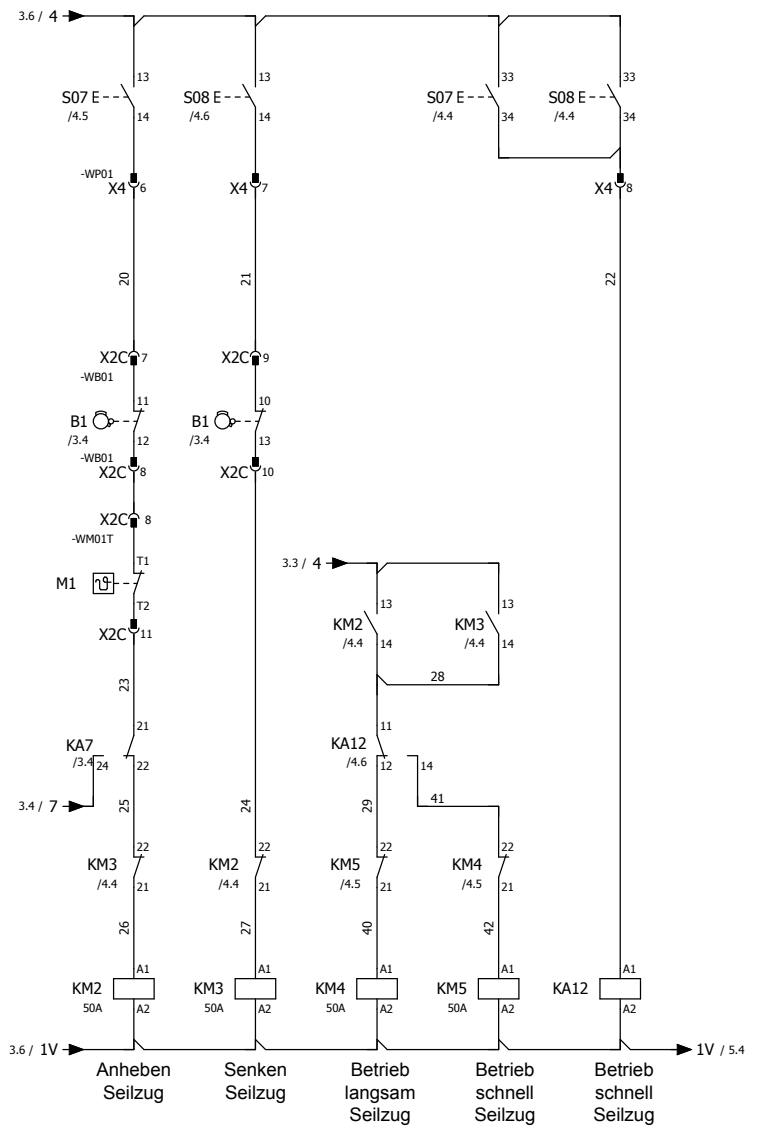 3.6 / 4
13 13 33 33
S07 E S08 E S07 E S08 E
/4.5 14 /4.6 14 /4.4 34 /4.4 34
-WP01
X4 6 X4 7 X4 8
20 21 22
X2C 7 X2C 9
-WB01
11 10
B1 B1
/3.4 12 /3.4 13
-WB01
X2C 8 X2C 10
X2C 8
-WM01T
T1 3.3 / 4
M1 ϑ
T2 13 13
KM2 KM3
X2C 11 /4.4 14 /4.4 14
23 28
21 11
KA7 KA12
/3.4 24 22 /4.6 12 14
3.4 / 7 25 24 29 41
22 22 22 22
KM3 KM2 KM5 KM4
/4.4 21 /4.4 21 /4.5 21 /4.5 21
26 27 40 42
A1 A1 A1 A1 A1
KM2 KM3 KM4 KM5 KA12
50A A2 50A A2 50A A2 50A A2 A2
3.6 / 1V 1V / 5.4
Anheben Senken Betrieb Betrieb Betrieb
Seilzug Seilzug langsam schnell schnell
Seilzug Seilzug Seilzug